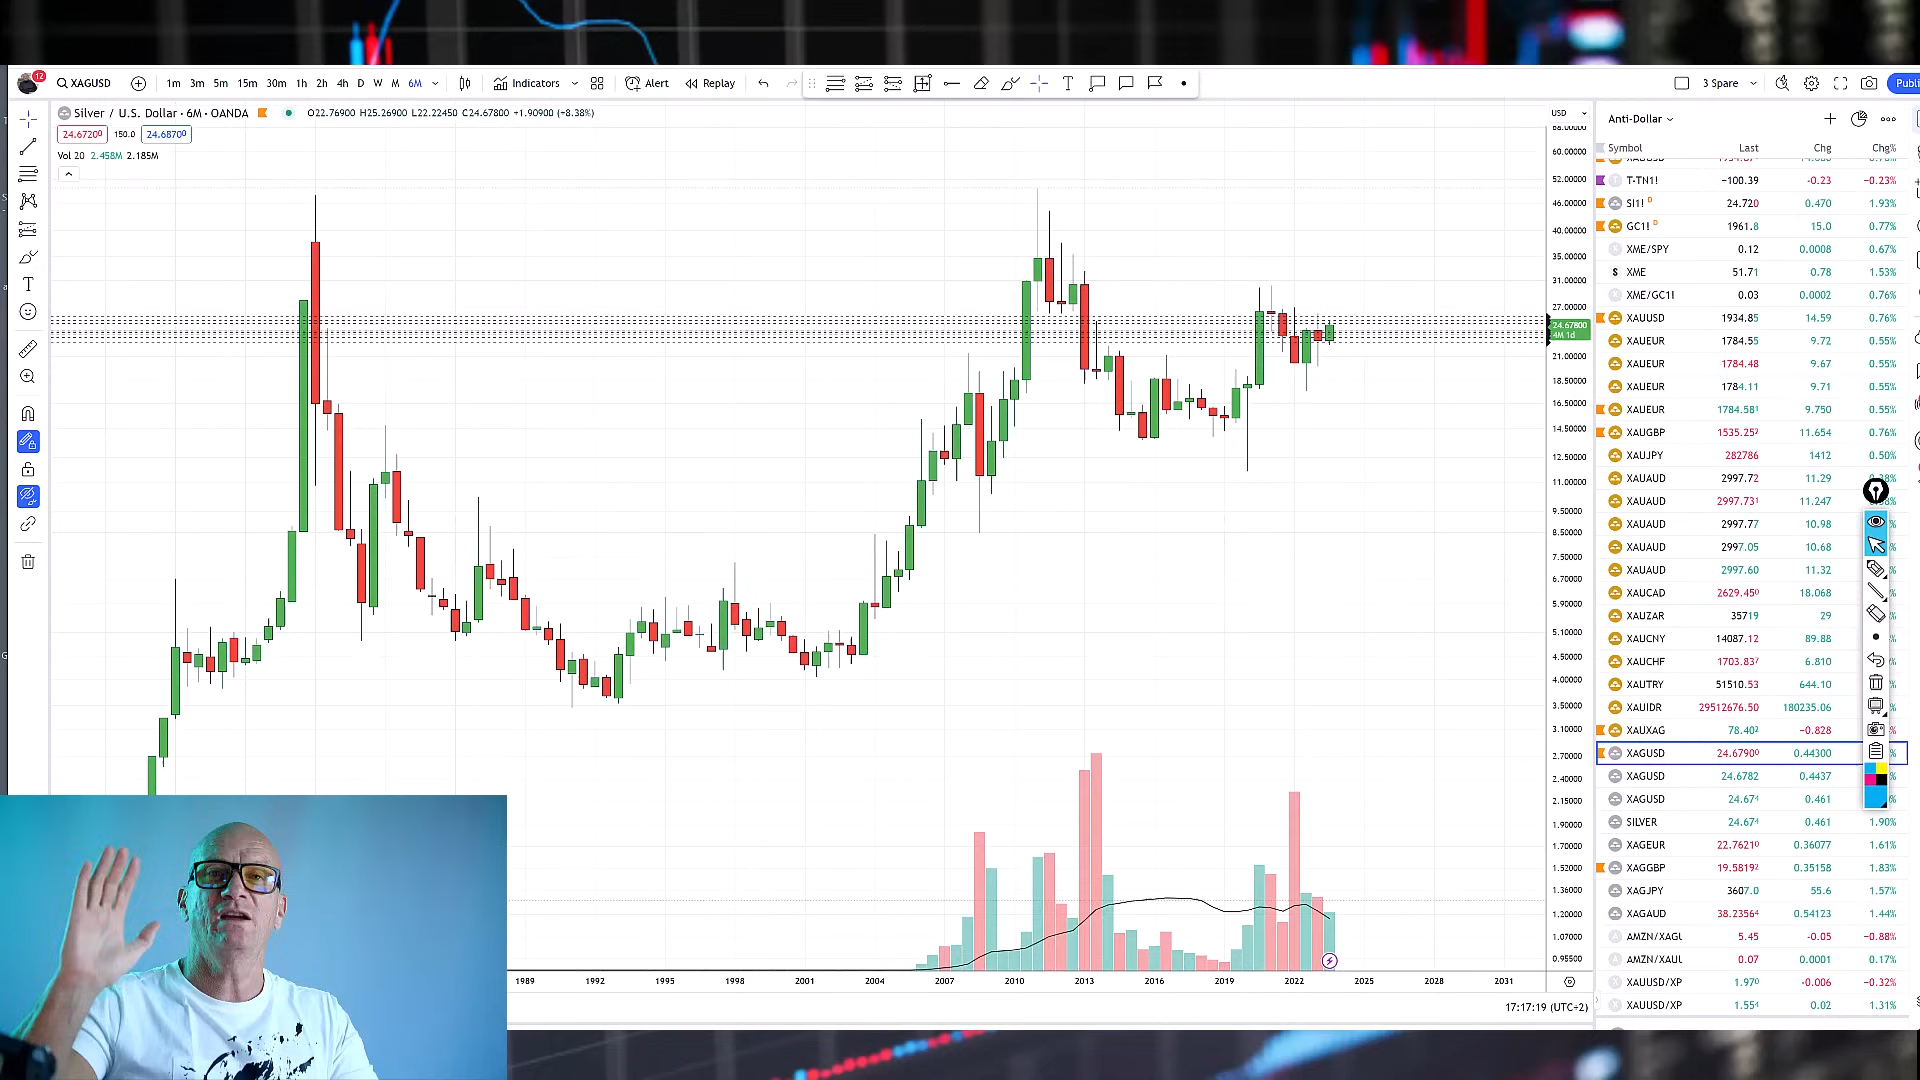 12
XAGUSD
1m 3m 5m 15m 30m 1h 2h 4h D W M 6M
Indicators
Alert
Replay
3 Spare
Publi
Silver / U.S. Dollar · 6M · OANDA
O22.76900 H25.26900 L22.22450 C24.67800 +1.90900 (+8.38%)
24.6720⁰ 150.0 24.6870⁰
Vol 20 2.458M 2.185M
USD
60.00000
52.00000
46.00000
40.00000
35.00000
31.00000
27.00000
24.67800
4M 1d
21.00000
18.50000
16.50000
14.50000
12.50000
11.00000
9.50000
8.50000
7.50000
6.70000
5.90000
5.10000
4.50000
4.00000
3.50000
3.10000
2.70000
2.40000
2.15000
1.90000
1.70000
1.52000
1.36000
1.20000
1.07000
0.95500
1989 1992 1995 1998 2001 2004 2007 2010 2013 2016 2019 2022 2025 2028 2031
17:17:19 (UTC+2)
Anti-Dollar
Symbol Last Chg Chg%
T-TN1! −100.39 -0.23 −0.23%
SI1! D 24.720 0.470 1.93%
GC1! D 1961.8 15.0 0.77%
XME/SPY 0.12 0.0008 0.67%
S XME 51.71 0.78 1.53%
XME/GC1! 0.03 0.0002 0.76%
XAUUSD 1934.85 14.59 0.76%
XAUEUR 1784.55 9.72 0.55%
XAUEUR 1784.48 9.67 0.55%
XAUEUR 1784.11 9.71 0.55%
XAUEUR 1784.58¹ 9.750 0.55%
XAUGBP 1535.25² 11.654 0.76%
XAUJPY 282786 1412 0.50%
XAUAUD 2997.72 11.29
XAUAUD 2997.73¹ 11.247
XAUAUD 2997.77 10.98
XAUAUD 2997.05 10.68
XAUAUD 2997.60 11.32
XAUCAD 2629.45⁰ 18.068
XAUZAR 35719 29
XAUCNY 14087.12 89.88
XAUCHF 1703.83⁷ 6.810
XAUTRY 51510.53 644.10
XAUIDR 29512676.50 180235.06
XAUXAG 78.40² −0.828
XAGUSD 24.6790⁰ 0.44300
XAGUSD 24.6782 0.4437
XAGUSD 24.67⁴ 0.461
SILVER 24.67⁴ 0.461 1.90%
XAGEUR 22.7621⁰ 0.36077 1.61%
XAGGBP 19.5819² 0.35158 1.83%
XAGJPY 3607.0 55.6 1.57%
XAGAUD 38.2356⁴ 0.54123 1.44%
AMZN/XAG 5.45 -0.05 −0.88%
AMZN/XAU 0.07 0.0001 0.17%
XAUUSD/XP 1.97⁰ -0.006 −0.32%
XAUUSD/XP 1.55⁴ 0.02 1.31%